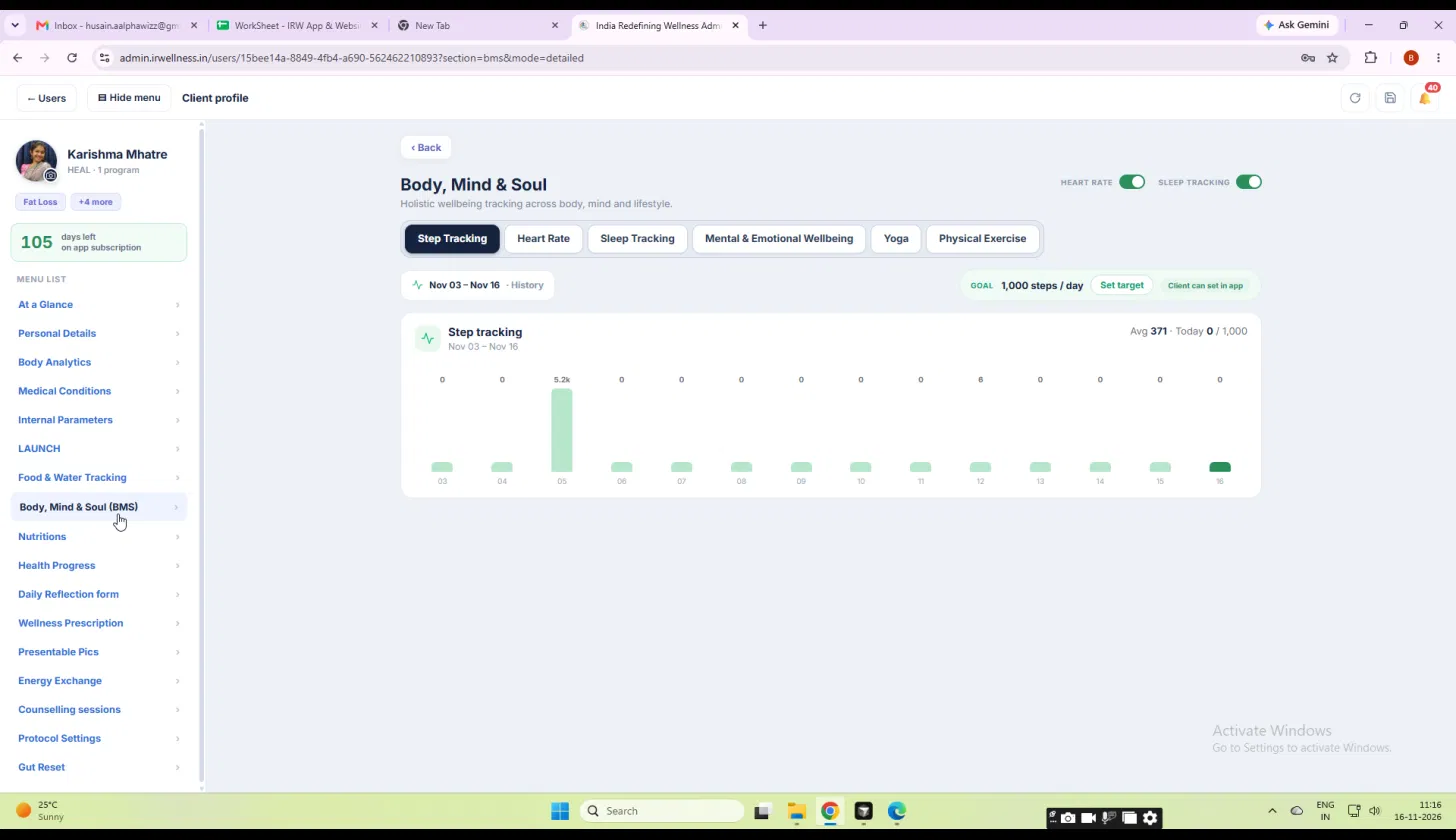 Inbox - husain.aalphawizz@gm
WorkSheet - IRW App & Websi
New Tab
India Redefining Wellness Adm
Ask Gemini
admin.irwellness.in/users/15bee14a-8849-4fb4-a690-562462210893?section=bms&mode=detailed
B
← Users
Hide menu
Client profile
40
Karishma Mhatre
HEAL · 1 program
Fat Loss
+4 more
105 days left on app subscription
MENU LIST
At a Glance
Personal Details
Body Analytics
Medical Conditions
Internal Parameters
LAUNCH
Food & Water Tracking
Body, Mind & Soul (BMS)
Nutritions
Health Progress
Daily Reflection form
Wellness Prescription
Presentable Pics
Energy Exchange
Counselling sessions
Protocol Settings
Gut Reset
‹ Back
Body, Mind & Soul
Holistic wellbeing tracking across body, mind and lifestyle.
HEART RATE
SLEEP TRACKING
Step Tracking
Heart Rate
Sleep Tracking
Mental & Emotional Wellbeing
Yoga
Physical Exercise
Nov 03 – Nov 16 · History
GOAL 1,000 steps / day
Set target
Client can set in app
Step tracking
Nov 03 – Nov 16
Avg 371 · Today 0 / 1,000
0 0 5.2k 0 0 0 0 0 0 6 0 0 0 0
03 04 05 06 07 08 09 10 11 12 13 14 15 16
Activate Windows
Go to Settings to activate Windows.
25°C
Sunny
Search
ENG
IN
11:16
16-11-2026